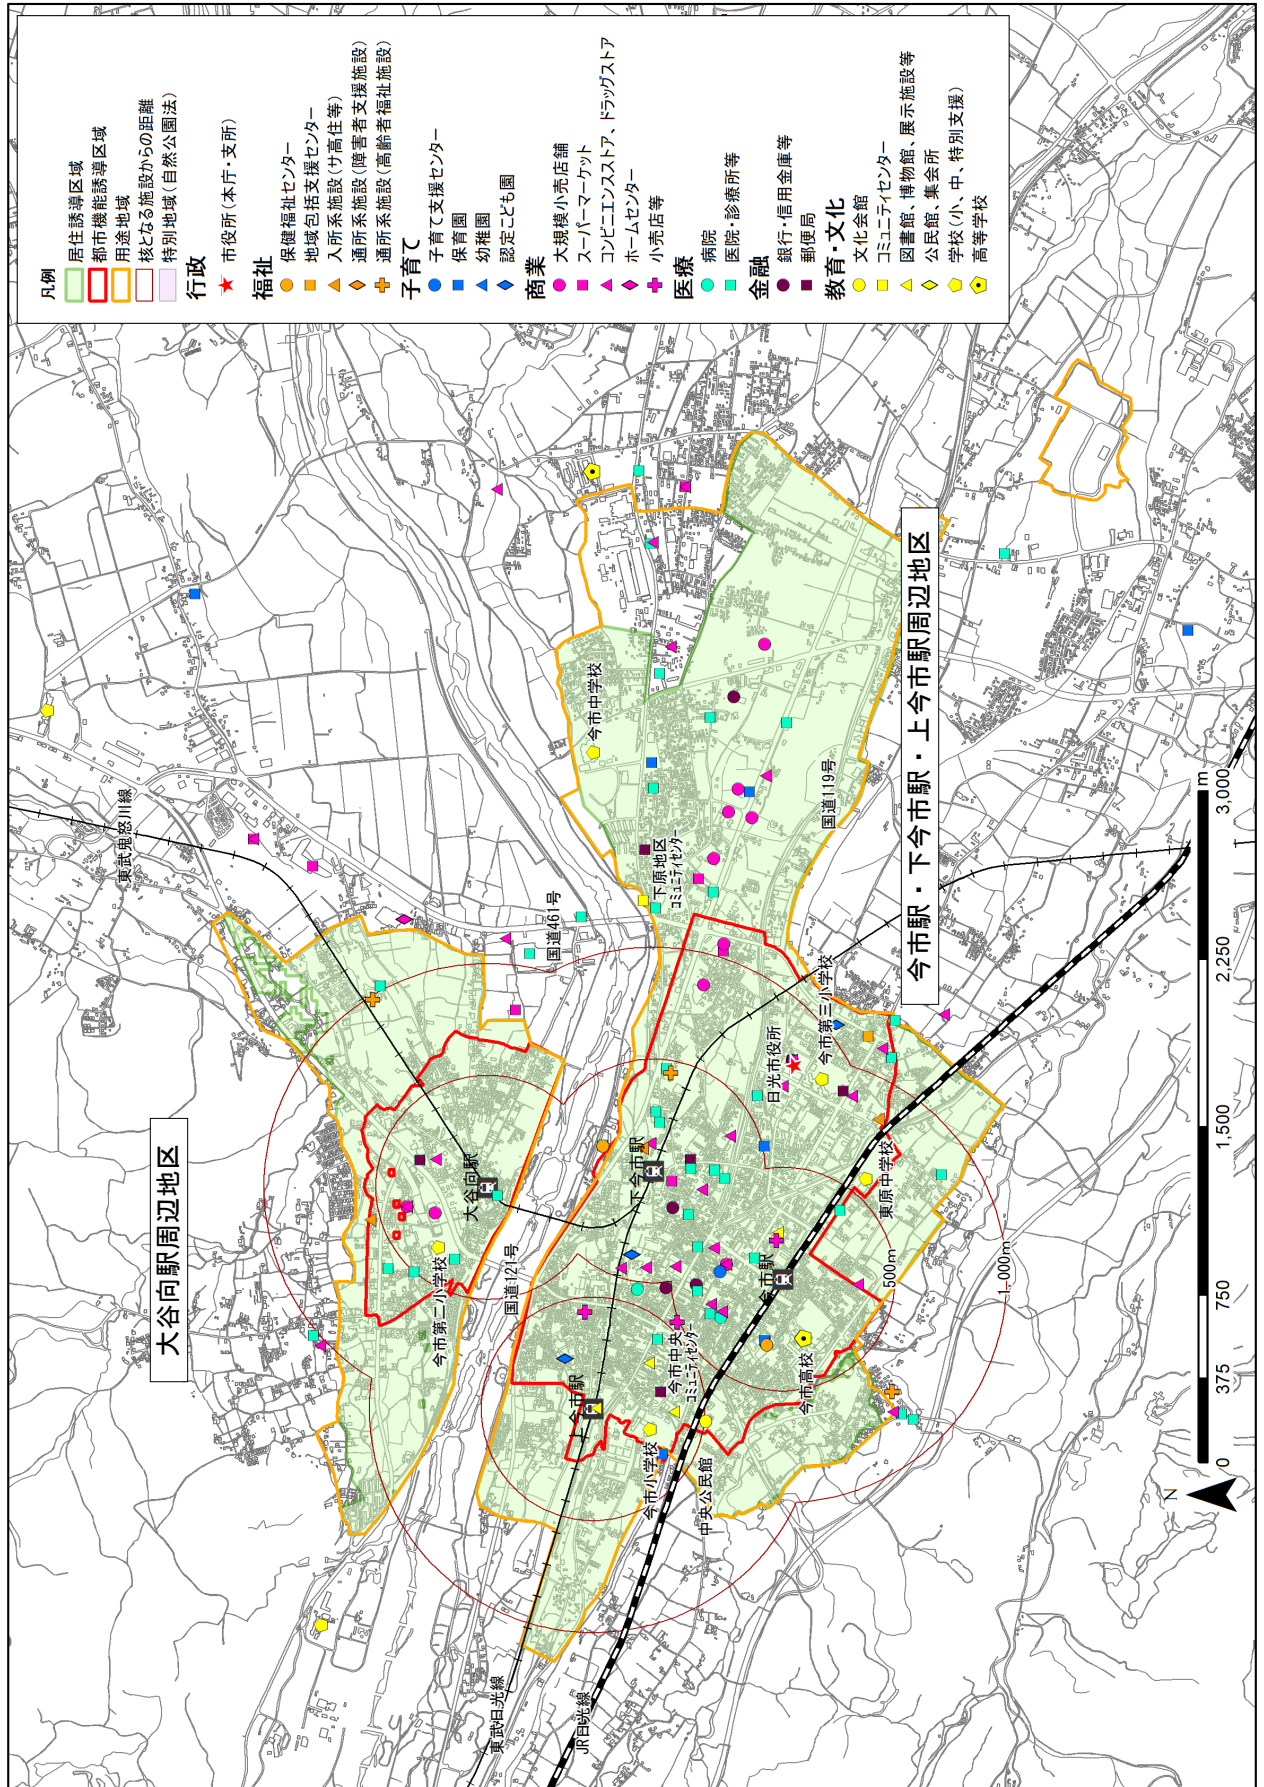 凡例
居住誘導区域
都市機能誘導区域
用途地域
核となる施設からの距離
特別地域(自然公園法)
行政
市役所(本庁・支所)
福祉
保健福祉センター
地域包括支援センター
入所系施設(サ高住等)
通所系施設(障害者支援施設)
通所系施設(高齢者福祉施設)
子育て
子育て支援センター
保育園
幼稚園
認定こども園
商業
大規模小売店舗
スーパーマーケット
コンビニエンスストア、ドラッグストア
ホームセンター
小売店等
医療
病院
医院・診療所等
金融
銀行・信用金庫等
郵便局
教育・文化
文化会館
コミュニティセンター
図書館、博物館、展示施設等
公民館、集会所
学校(小、中、特別支援)
高等学校
大谷向駅周辺地区
今市駅・下今市駅・上今市駅周辺地区
東武鬼怒川線
国道461号
大谷向駅
今市第二小学校
国道121号
今市中学校
下原地区
コミュニティセンター
国道119号
今市第三小学校
日光市役所
下今市駅
東原中学校
今市駅
500m
1,000m
今市高校
今市中央
コミュニティセンター
上今市駅
今市小学校
中央公民館
東武日光線
JR日光線
N
0
375
750
1,500
2,250
3,000
m